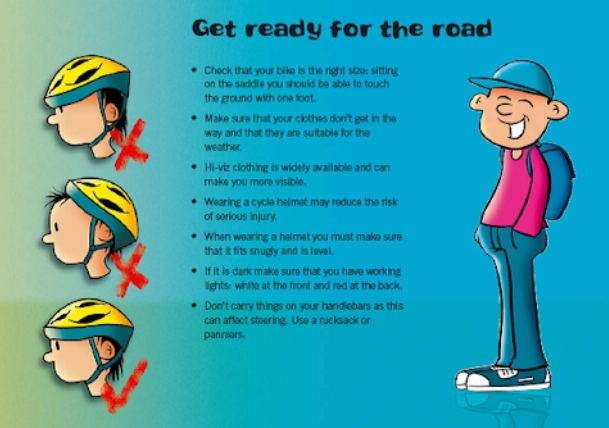 Get ready for the road
• Check that your bike is the right size: sitting
on the saddle you should be able to touch
the ground with one foot.
• Make sure that your clothes don't get in the
way and that they are suitable for the
weather.
• Hi-viz clothing is widely available and can
make you more visible.
• Wearing a cycle helmet may reduce the risk
of serious injury.
• When wearing a helmet you must make sure
that it fits snugly and is level.
• If it is dark make sure that you have working
lights: white at the front and red at the back.
• Don't carry things on your handlebars as this
can affect steering. Use a rucksack or
panniers.